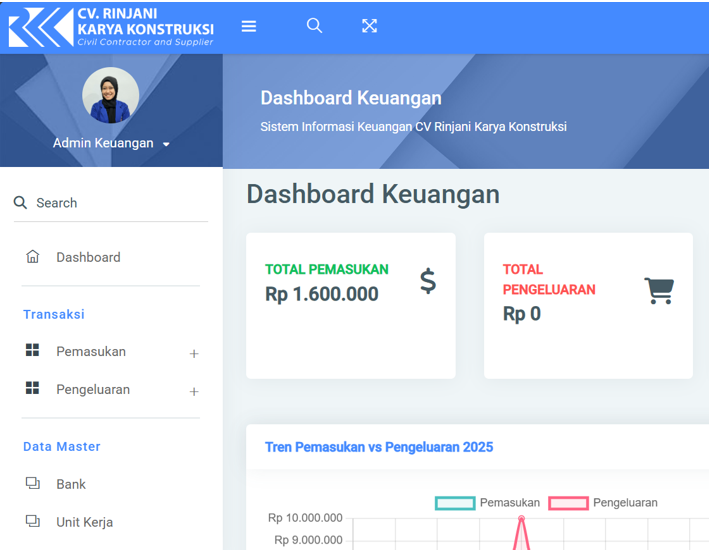 CV. RINJANI
KARYA KONSTRUKSI
Civil Contractor and Supplier
Admin Keuangan
Search
Dashboard
Transaksi
Pemasukan
Pengeluaran
Data Master
Bank
Unit Kerja
Dashboard Keuangan
Sistem Informasi Keuangan CV Rinjani Karya Konstruksi
Dashboard Keuangan
TOTAL PEMASUKAN
Rp 1.600.000
TOTAL
PENGELUARAN
Rp 0
Tren Pemasukan vs Pengeluaran 2025
Pemasukan Pengeluaran
Rp 10.000.000
Rp 9.000.000